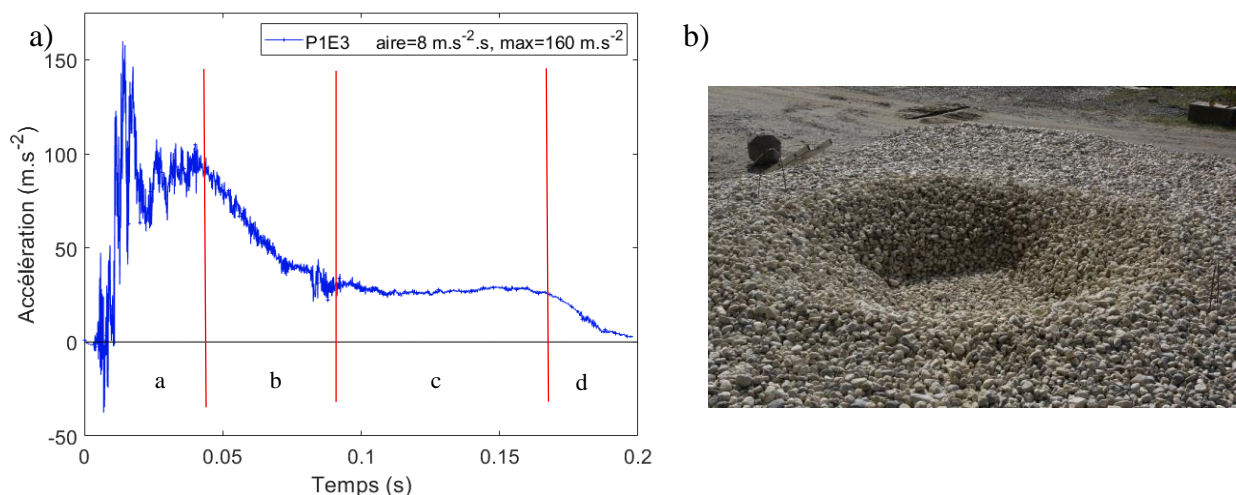 a)
P1E3 aire=8 m.s⁻².s, max=160 m.s⁻²
150
100
50
0
-50
Accélération (m.s⁻²)
a
b
c
d
0
0.05
0.1
0.15
0.2
Temps (s)
b)